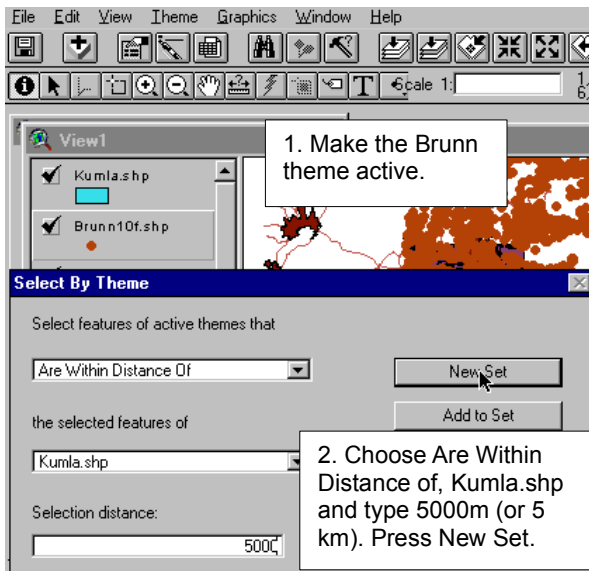 File Edit View Theme Graphics Window Help
Scale 1:
View1
1. Make the Brunn
theme active.
Kumla.shp
Brunn10f.shp
Select By Theme
Select features of active themes that
Are Within Distance Of
New Set
the selected features of
Add to Set
Kumla.shp
2. Choose Are Within
Distance of, Kumla.shp
and type 5000m (or 5
km). Press New Set.
Selection distance:
5000